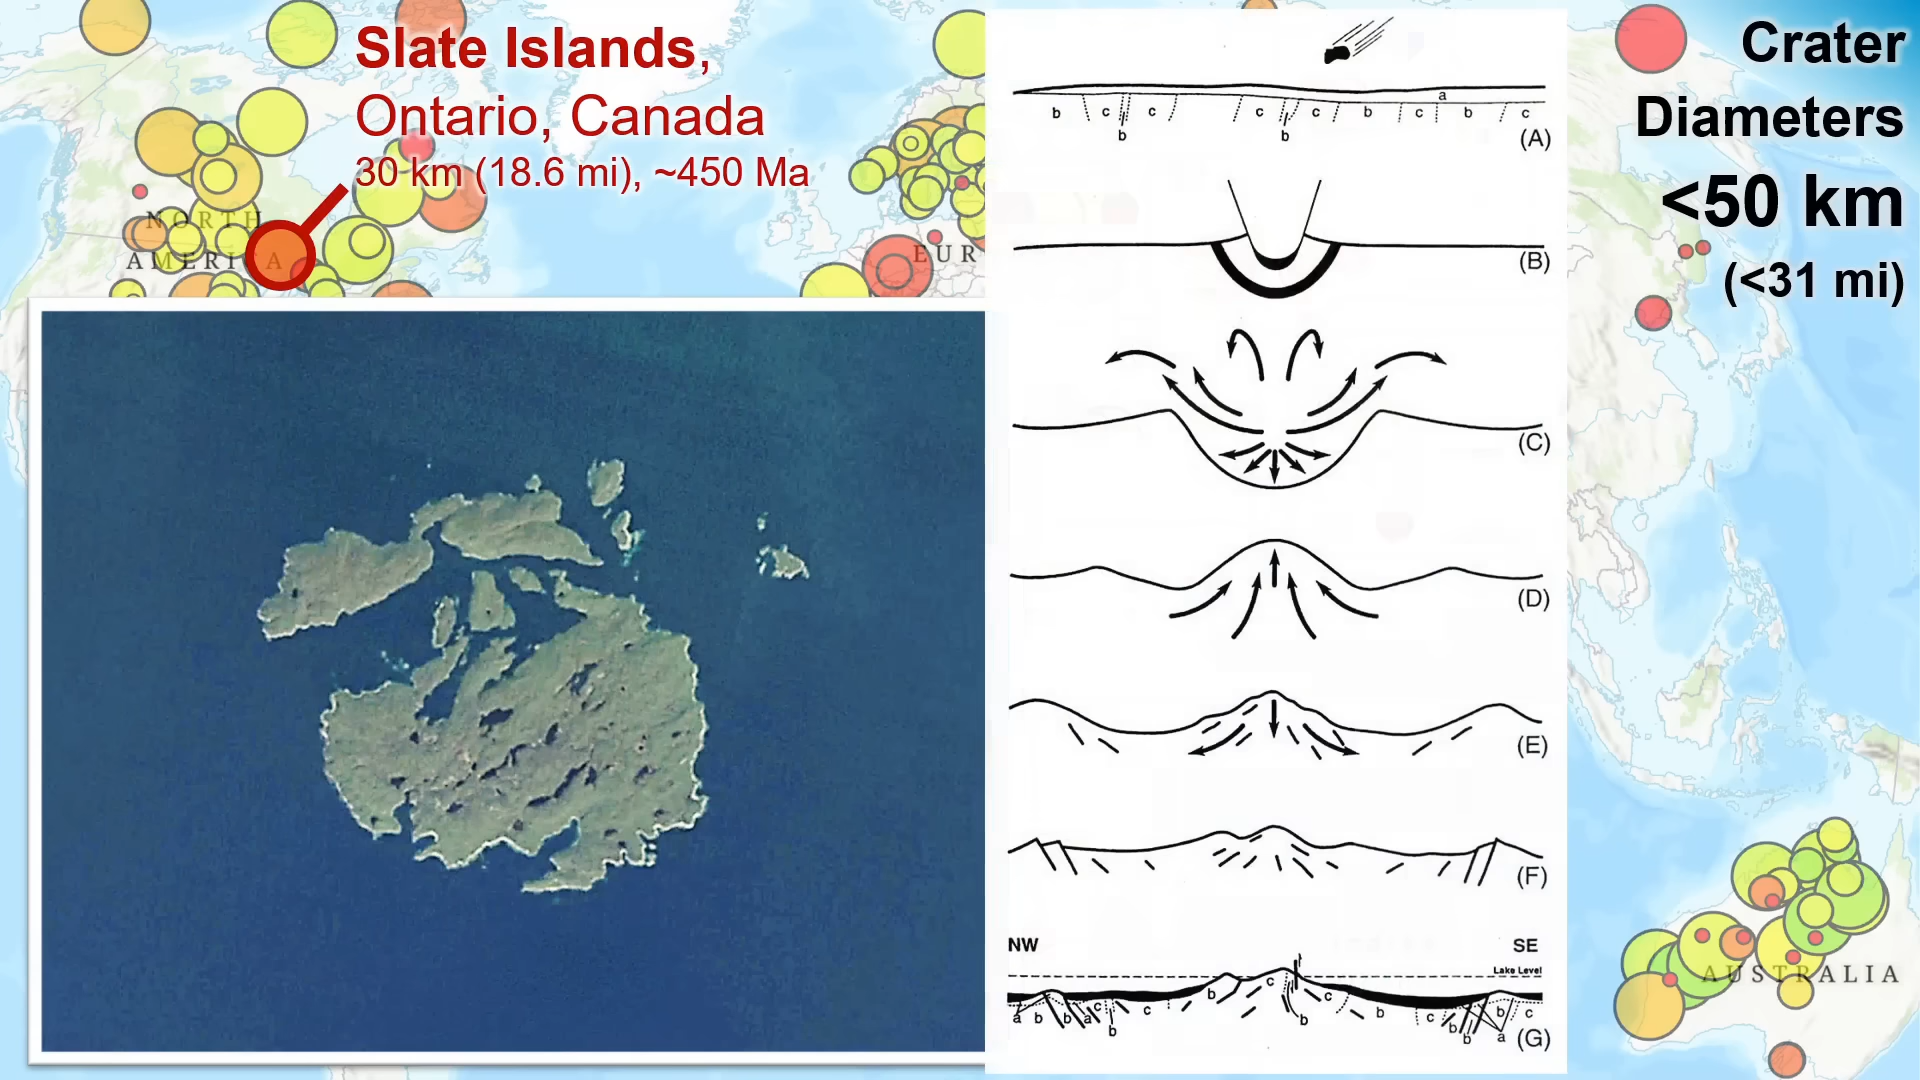 Slate Islands,
Ontario, Canada
30 km (18.6 mi), ~450 Ma
NORTH
AMERICA
EUR
Crater
Diameters
<50 km
(<31 mi)
a
b c c c c b c b c
b b
(A)
(B)
(C)
(D)
(E)
(F)
NW SE
Lake Level
b c c
a b b a c c b b c b b c
b b a
(G)
AUSTRALIA